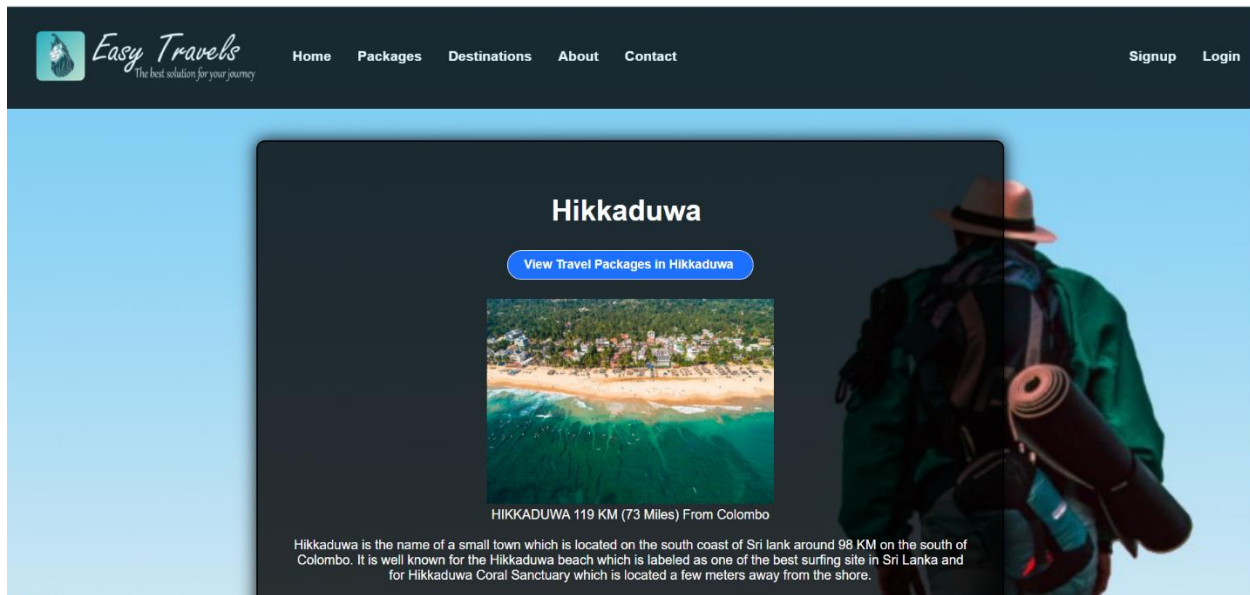 Easy Travels
The best solution for your journey
Home Packages Destinations About Contact Signup Login
Hikkaduwa
View Travel Packages in Hikkaduwa
HIKKADUWA 119 KM (73 Miles) From Colombo
Hikkaduwa is the name of a small town which is located on the south coast of Sri lank around 98 KM on the south of
Colombo. It is well known for the Hikkaduwa beach which is labeled as one of the best surfing site in Sri Lanka and
for Hikkaduwa Coral Sanctuary which is located a few meters away from the shore.